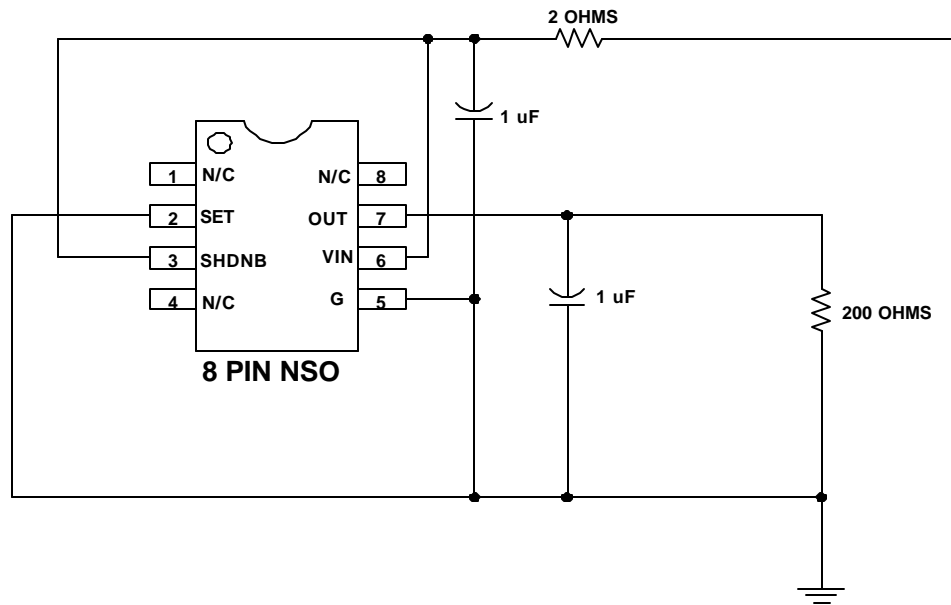 2 OHMS
1 uF
1 N/C N/C 8
2 SET OUT 7
3 SHDNB VIN 6
4 N/C G 5
1 uF
200 OHMS
8 PIN NSO